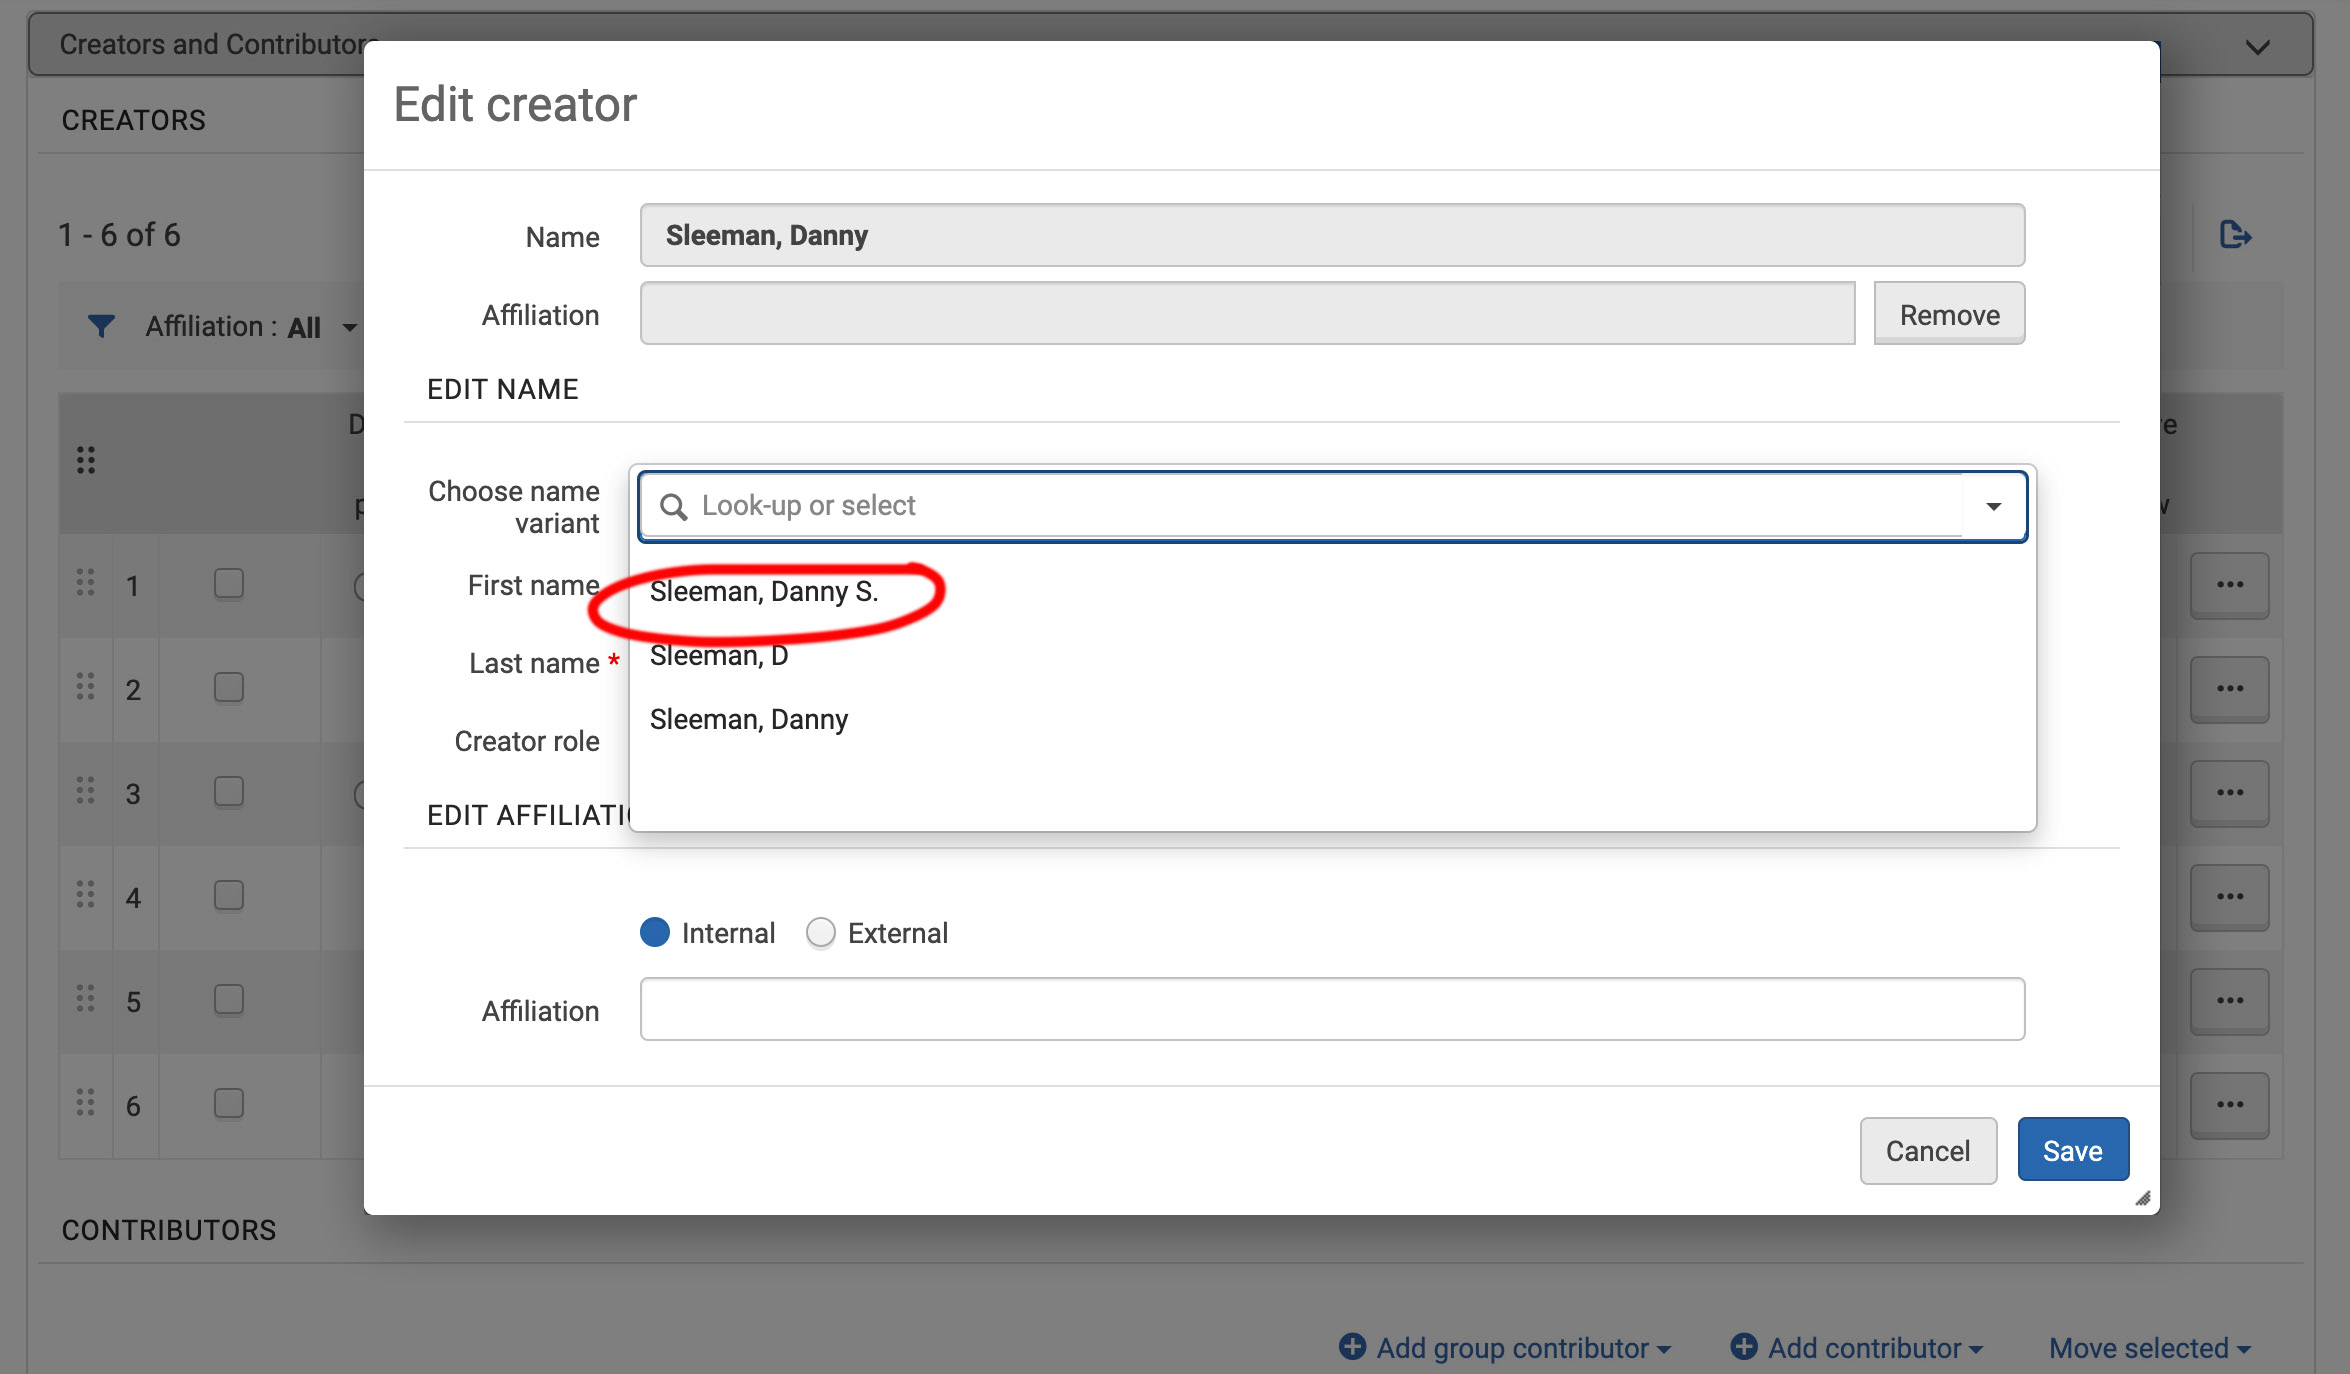 Creators and Contributors
Edit creator
CREATORS
1 - 6 of 6
Name
Sleeman, Danny
Affiliation
Remove
Affiliation : All
EDIT NAME
Choose name
variant
Look-up or select
First name
Sleeman, Danny S.
Last name *
Sleeman, D
Sleeman, Danny
Creator role
EDIT AFFILIATI
1
2
3
4
5
6
Internal
External
Affiliation
Cancel
Save
CONTRIBUTORS
Add group contributor
Add contributor
Move selected